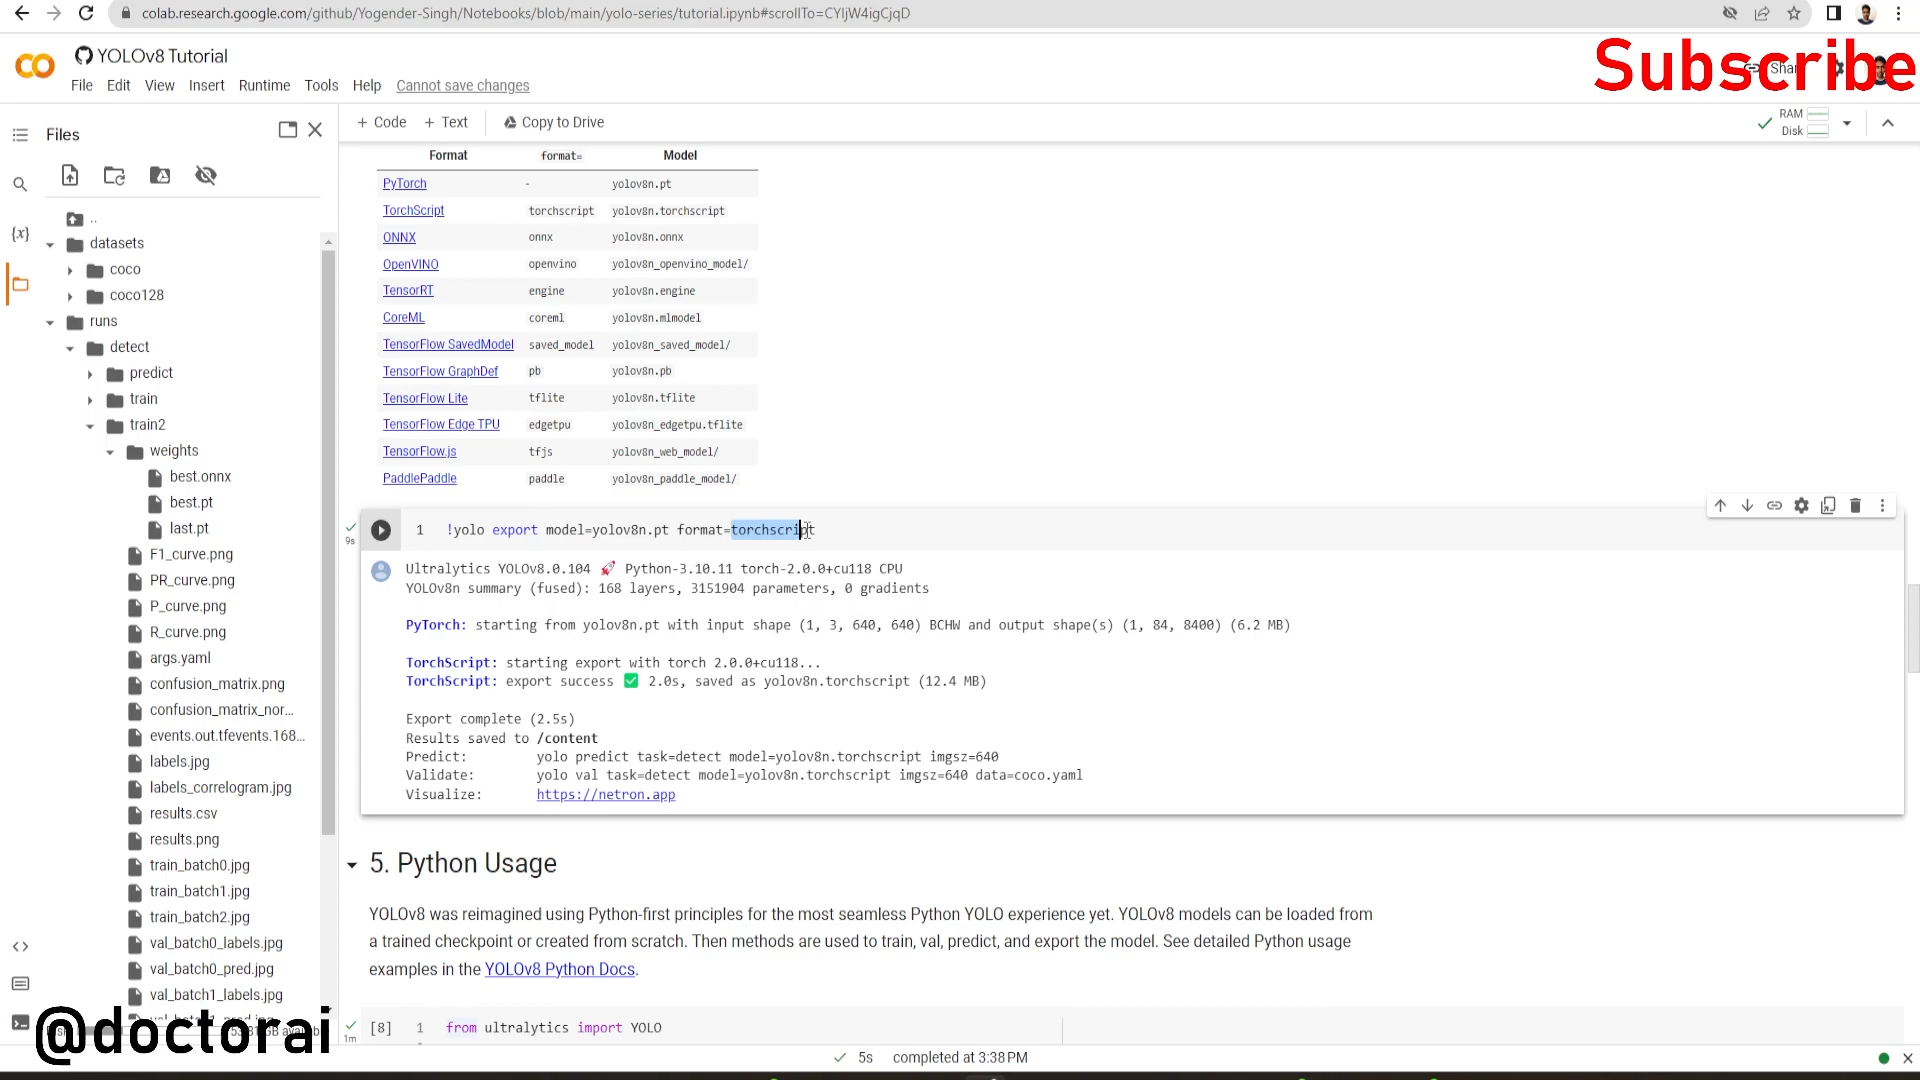 colab.research.google.com/github/Yogender-Singh/Notebooks/blob/main/yolo-series/tutorial.ipynb#scrollTo=CYIjW4igCjqD
YOLOv8 Tutorial
File Edit View Insert Runtime Tools Help Cannot save changes
Share
Subscribe
Files
+ Code + Text Copy to Drive
RAM
Disk
..
datasets
coco
coco128
runs
detect
predict
train
train2
weights
best.onnx
best.pt
last.pt
F1_curve.png
PR_curve.png
P_curve.png
R_curve.png
args.yaml
confusion_matrix.png
confusion_matrix_nor...
events.out.tfevents.168...
labels.jpg
labels_correlogram.jpg
results.csv
results.png
train_batch0.jpg
train_batch1.jpg
train_batch2.jpg
val_batch0_labels.jpg
val_batch0_pred.jpg
val_batch1_labels.jpg
@doctorai
Format format= Model
PyTorch - yolov8n.pt
TorchScript torchscript yolov8n.torchscript
ONNX onnx yolov8n.onnx
OpenVINO openvino yolov8n_openvino_model/
TensorRT engine yolov8n.engine
CoreML coreml yolov8n.mlmodel
TensorFlow SavedModel saved_model yolov8n_saved_model/
TensorFlow GraphDef pb yolov8n.pb
TensorFlow Lite tflite yolov8n.tflite
TensorFlow Edge TPU edgetpu yolov8n_edgetpu.tflite
TensorFlow.js tfjs yolov8n_web_model/
PaddlePaddle paddle yolov8n_paddle_model/
9s
1 !yolo export model=yolov8n.pt format=torchscript
Ultralytics YOLOv8.0.104 🚀 Python-3.10.11 torch-2.0.0+cu118 CPU
YOLOv8n summary (fused): 168 layers, 3151904 parameters, 0 gradients
PyTorch: starting from yolov8n.pt with input shape (1, 3, 640, 640) BCHW and output shape(s) (1, 84, 8400) (6.2 MB)
TorchScript: starting export with torch 2.0.0+cu118...
TorchScript: export success ✅ 2.0s, saved as yolov8n.torchscript (12.4 MB)
Export complete (2.5s)
Results saved to /content
Predict: yolo predict task=detect model=yolov8n.torchscript imgsz=640
Validate: yolo val task=detect model=yolov8n.torchscript imgsz=640 data=coco.yaml
Visualize: https://netron.app
5. Python Usage
YOLOv8 was reimagined using Python-first principles for the most seamless Python YOLO experience yet. YOLOv8 models can be loaded from
a trained checkpoint or created from scratch. Then methods are used to train, val, predict, and export the model. See detailed Python usage
examples in the YOLOv8 Python Docs.
1m
[8] 1 from ultralytics import YOLO
5s completed at 3:38 PM